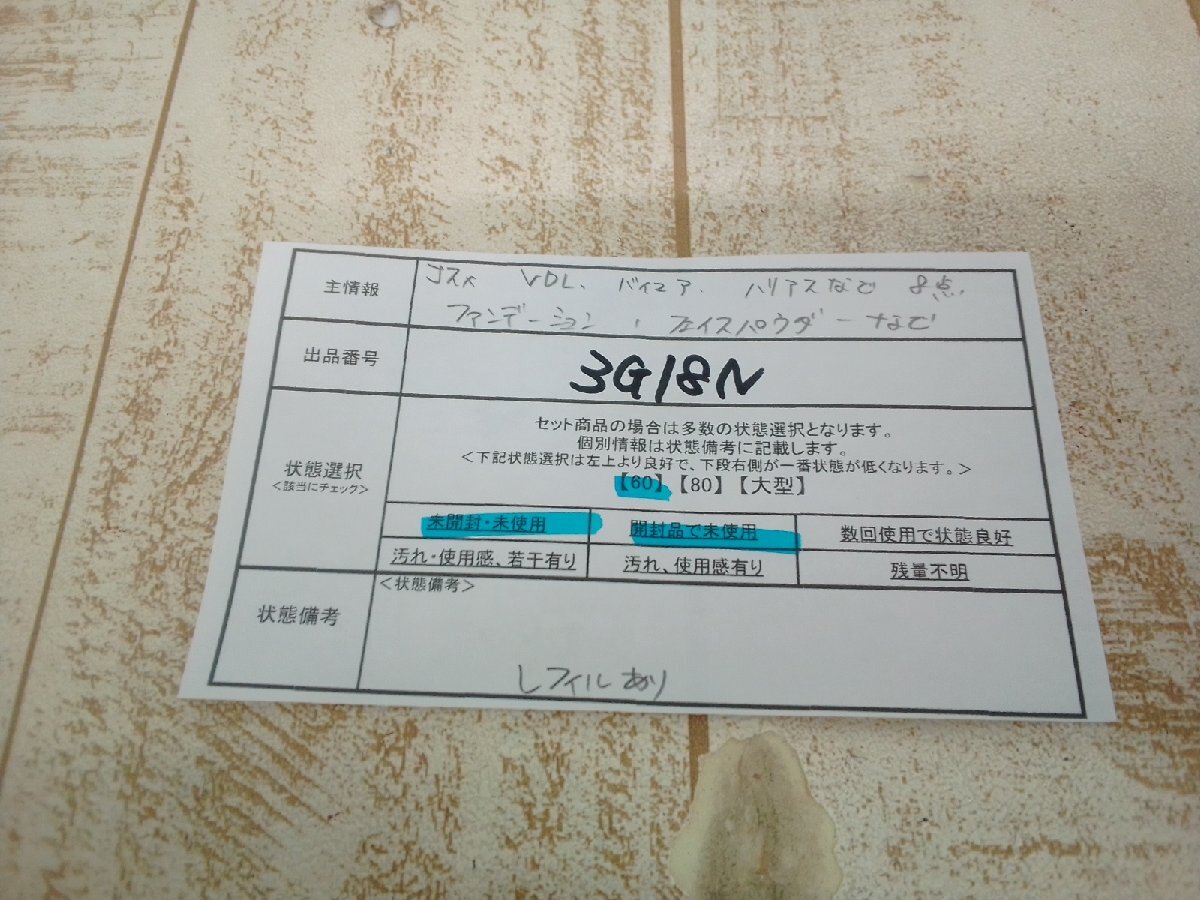 主情報
コスメ VDL、バイユア、ハリアスなど 8点、
ファンデーション、フェイスパウダーなど
出品番号
3G18N
状態選択
<該当にチェック>
セット商品の場合は多数の状態選択となります。
個別情報は状態備考に記載します。
<下記状態選択は左上より良好で、下段右側が一番状態が低くなります。>
【60】【80】【大型】
未開封・未使用 開封品で未使用 数回使用で状態良好
汚れ・使用感、若干有り 汚れ、使用感有り 残量不明
状態備考
<状態備考>
レフィルあり